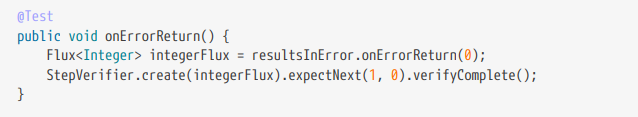 @Test
public void onErrorReturn() {
    Flux<Integer> integerFlux = resultsInError.onErrorReturn(0);
    StepVerifier.create(integerFlux).expectNext(1, 0).verifyComplete();
}